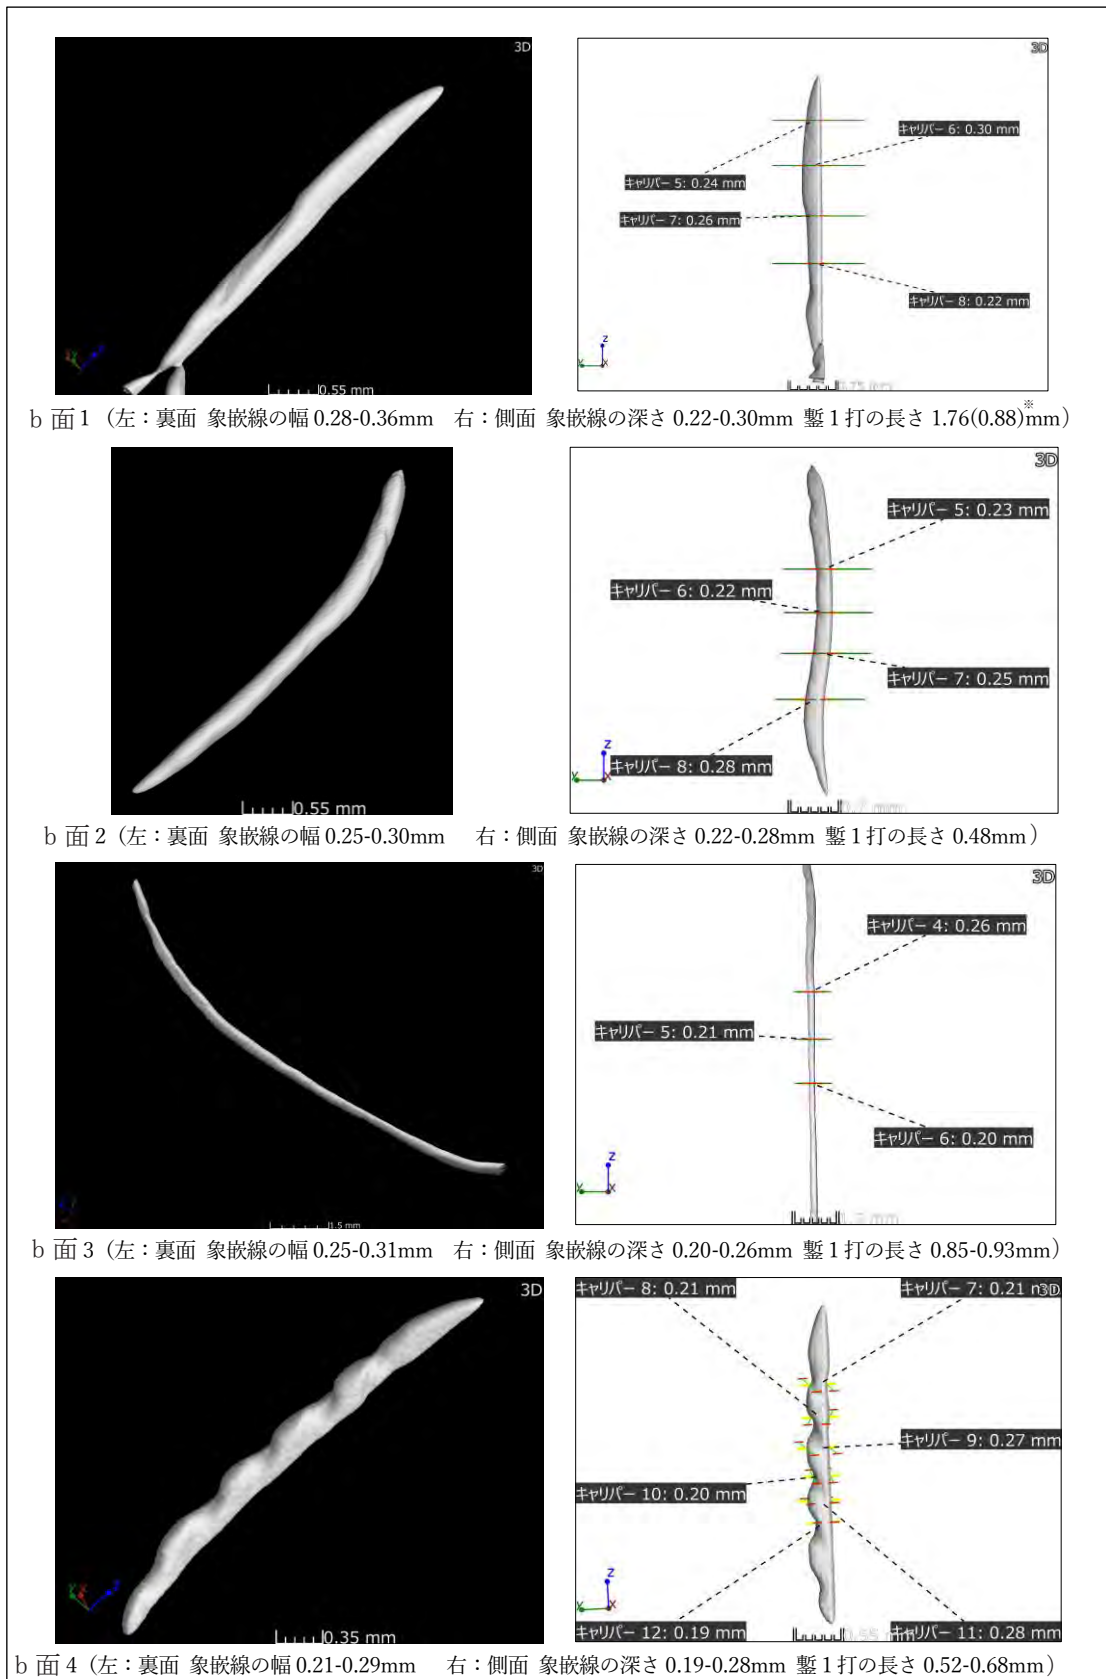 3D
0.55 mm
3D
キャリパー 6: 0.30 mm
キャリパー 5: 0.24 mm
キャリパー 7: 0.26 mm
キャリパー 8: 0.22 mm
z
x
b 面 1（左：裏面 象嵌線の幅 0.28-0.36mm 右：側面 象嵌線の深さ 0.22-0.30mm 鏨 1 打の長さ 1.76(0.88)※mm）
0.55 mm
3D
キャリパー 5: 0.23 mm
キャリパー 6: 0.22 mm
キャリパー 7: 0.25 mm
キャリパー 8: 0.28 mm
z
x
b 面 2（左：裏面 象嵌線の幅 0.25-0.30mm 右：側面 象嵌線の深さ 0.22-0.28mm 鏨 1 打の長さ 0.48mm）
3D
1.5 mm
3D
キャリパー 4: 0.26 mm
キャリパー 5: 0.21 mm
キャリパー 6: 0.20 mm
z
x
b 面 3（左：裏面 象嵌線の幅 0.25-0.31mm 右：側面 象嵌線の深さ 0.20-0.26mm 鏨 1 打の長さ 0.85-0.93mm）
3D
0.35 mm
キャリパー 8: 0.21 mm
キャリパー 7: 0.21
3D
キャリパー 9: 0.27 mm
キャリパー 10: 0.20 mm
z
x
キャリパー 12: 0.19 mm
キャリパー 11: 0.28 mm
b 面 4（左：裏面 象嵌線の幅 0.21-0.29mm 右：側面 象嵌線の深さ 0.19-0.28mm 鏨 1 打の長さ 0.52-0.68mm）